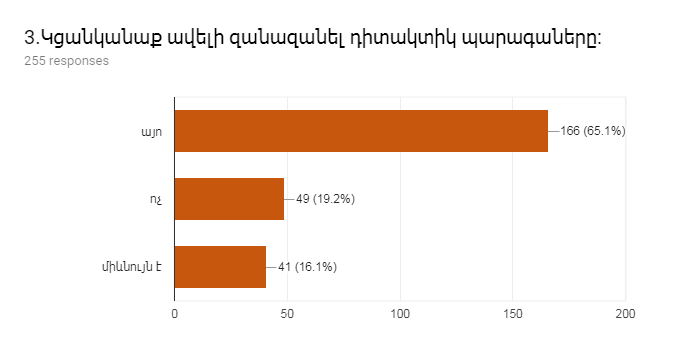 3.Կցանկանաք ավելի զանազանել դիտակտիկ պարագաները:
255 responses
այո
166 (65.1%)
ոչ
49 (19.2%)
միևնույն է
41 (16.1%)
0 50 100 150 200